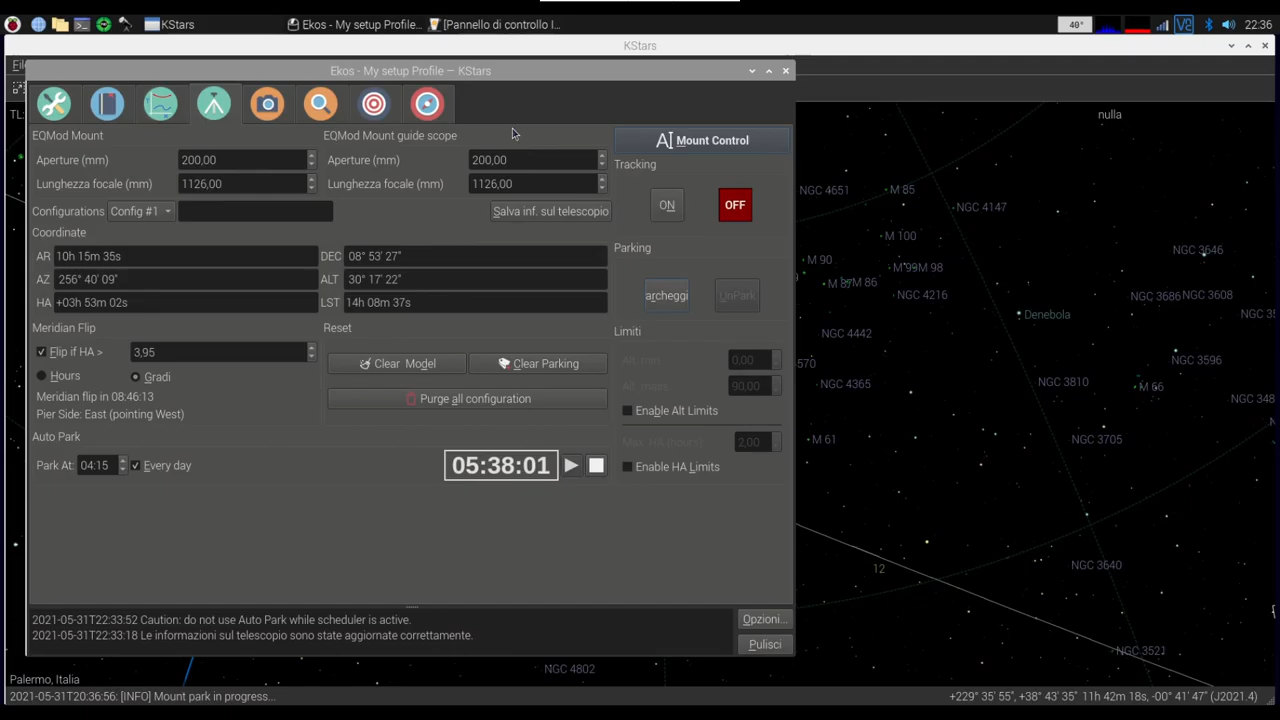 KStars
Ekos - My setup Profile...
[Pannello di controllo I...
40°
22:36
KStars
Ekos - My setup Profile — KStars
EQMod Mount
EQMod Mount guide scope
Mount Control
Aperture (mm) 200,00
Aperture (mm) 200,00
Tracking
Lunghezza focale (mm) 1126,00
Lunghezza focale (mm) 1126,00
ON
OFF
Configurations Config #1
Salva inf. sul telescopio
Coordinate
Parking
AR 10h 15m 35s
DEC 08° 53' 27"
AZ 256° 40' 09"
ALT 30° 17' 22"
archeggi
UnPark
HA +03h 53m 02s
LST 14h 08m 37s
Meridian Flip
Reset
Limiti
Flip if HA > 3,95
Clear Model
Clear Parking
0,00
Hours
Gradi
90,00
Meridian flip in 08:46:13
Purge all configuration
Pier Side: East (pointing West)
Enable Alt Limits
Auto Park
Max. HA (hours) 2,00
Park At: 04:15
Every day
05:38:01
Enable HA Limits
2021-05-31T22:33:52 Caution: do not use Auto Park while scheduler is active.
2021-05-31T22:33:18 Le informazioni sul telescopio sono state aggiornate correttamente.
Opzioni...
Pulisci
nulla
NGC 4651
M 85
NGC 4147
M 100
NGC 3646
M 90
M 99
M 98
M 86
NGC 4216
NGC 3686
NGC 3608
Denebola
NGC 4442
NGC 3596
570
NGC 4365
NGC 3810
M 66
NGC 348
M 61
NGC 3705
NGC 3640
12
NGC 3521
NGC 4802
Palermo, Italia
2021-05-31T20:36:56: [INFO] Mount park in progress...
+229° 35' 55", +38° 43' 35" 11h 42m 18s, -00° 41' 47" (J2021.4)